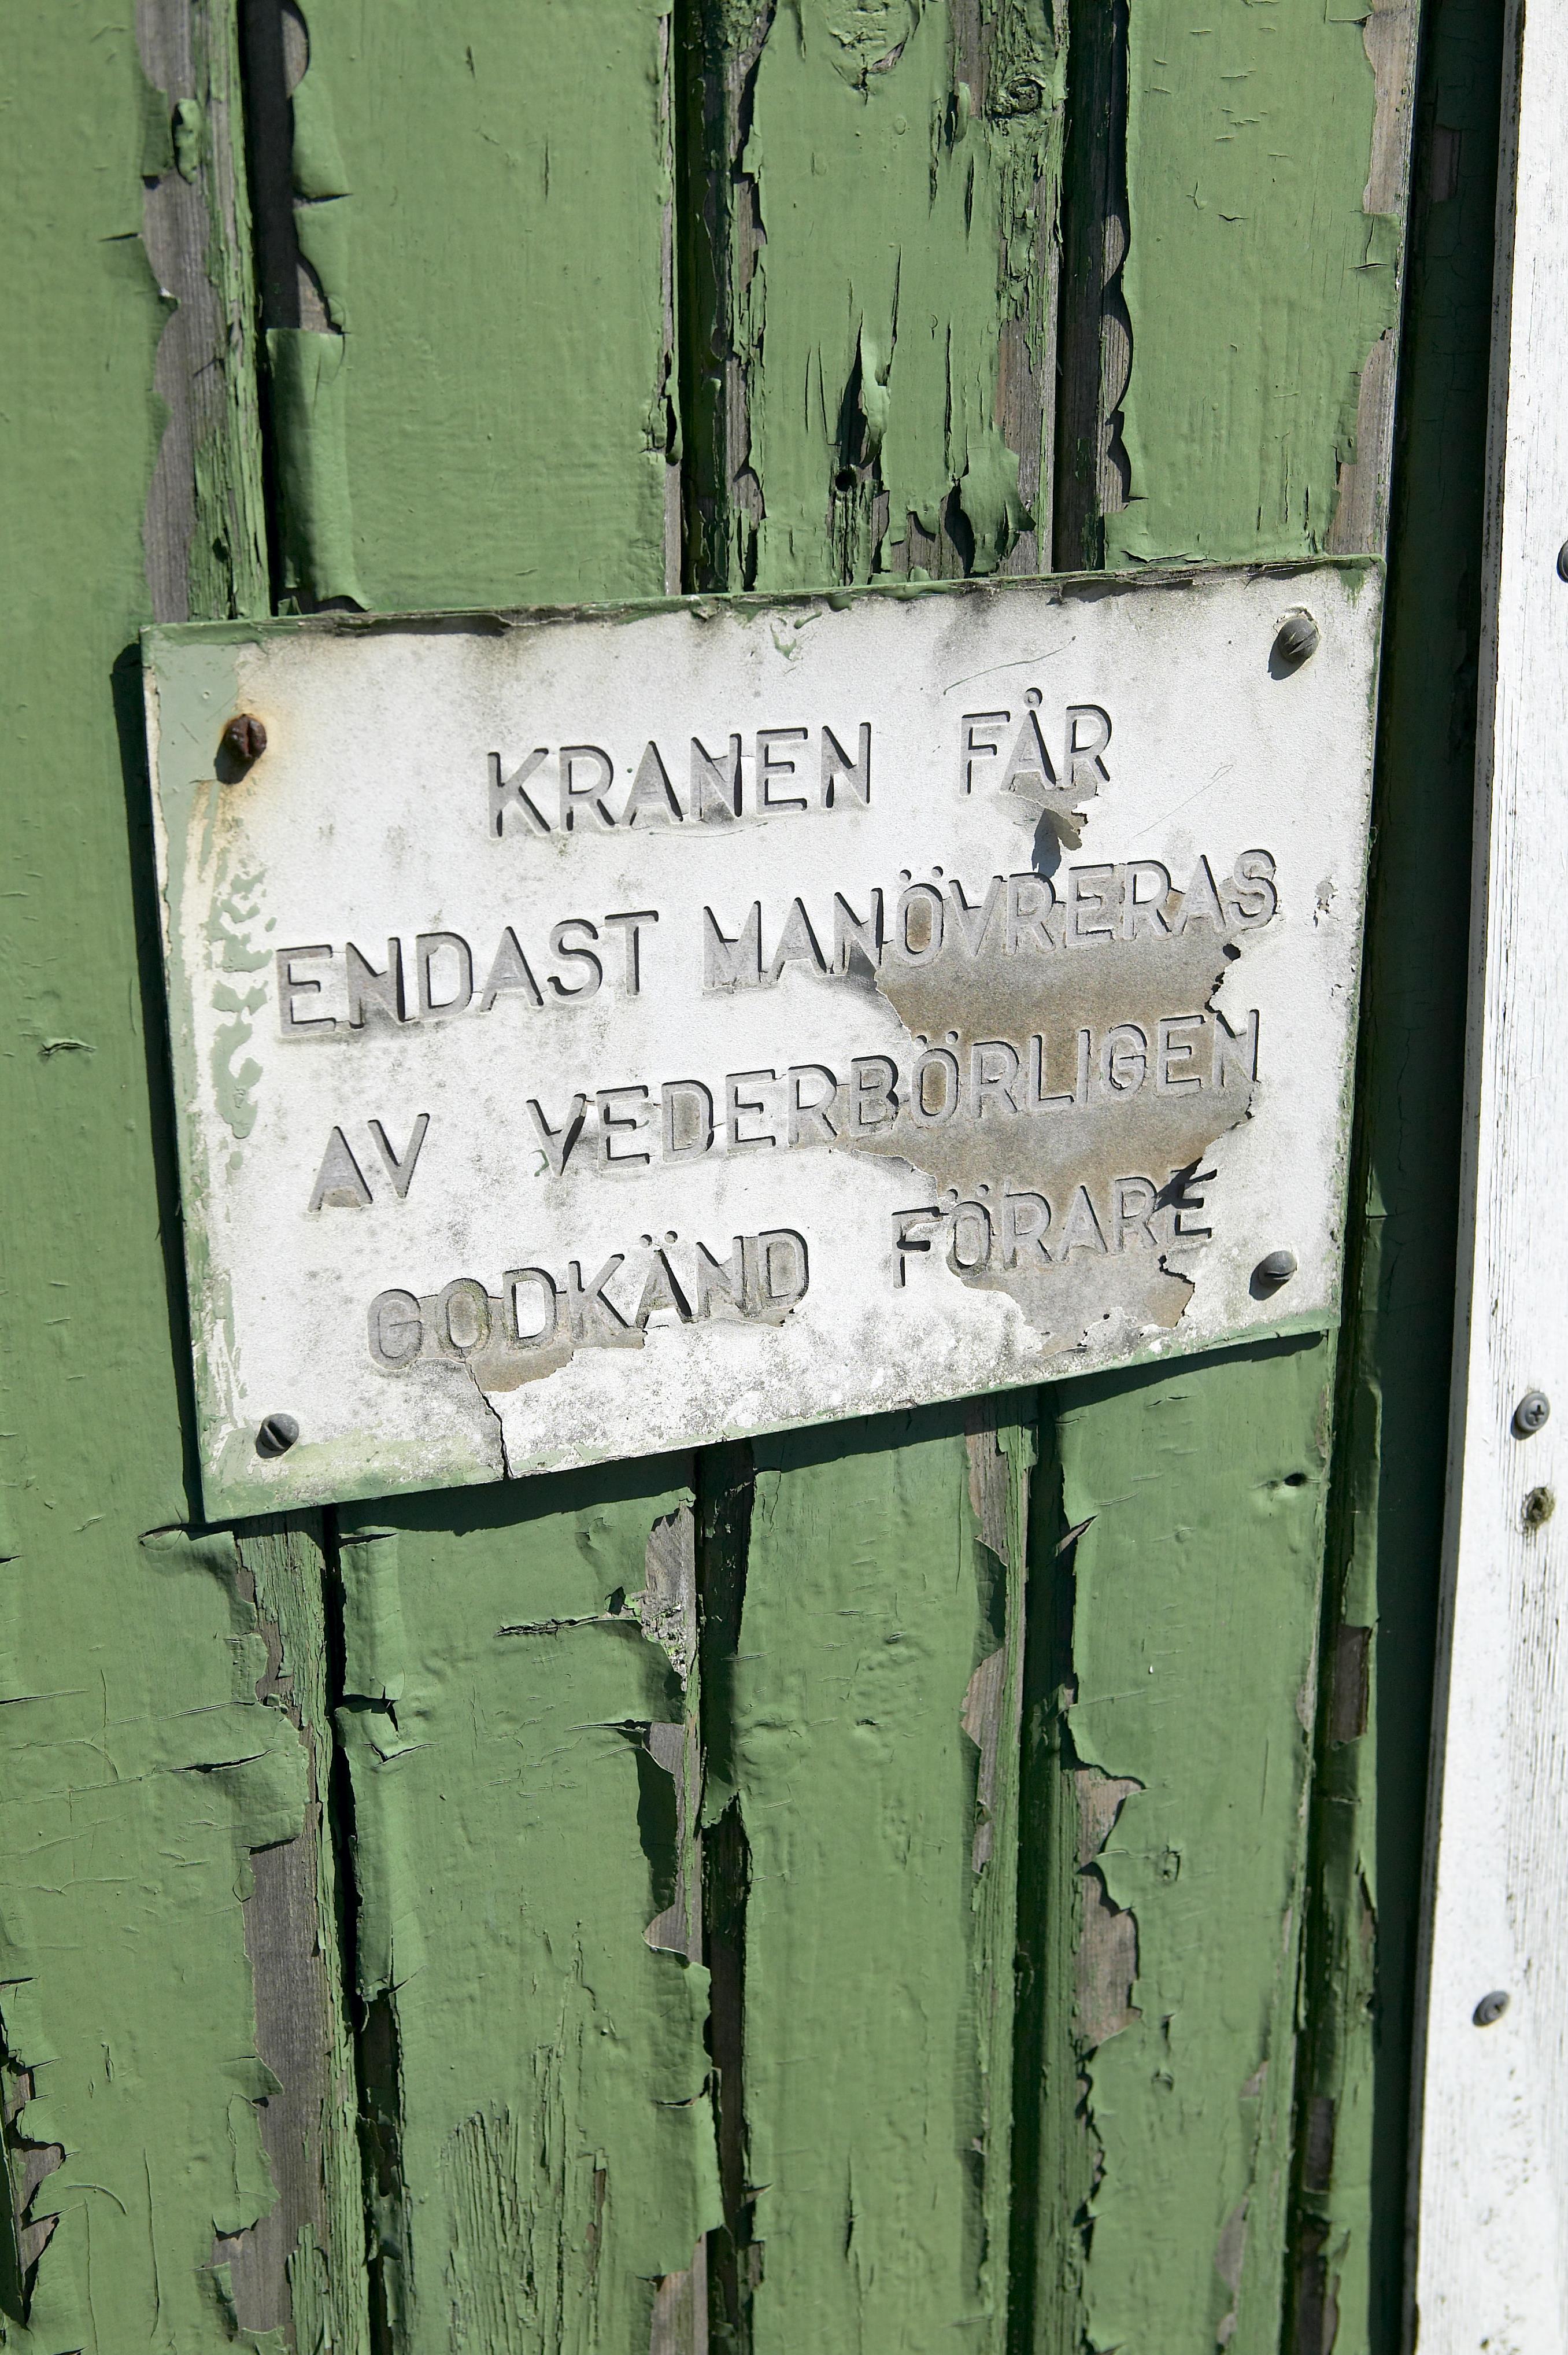 KRANEN FÅR
ENDAST MANÖVRERAS
AV VEDERBÖRLIGEN
GODKÄND FÖRARE